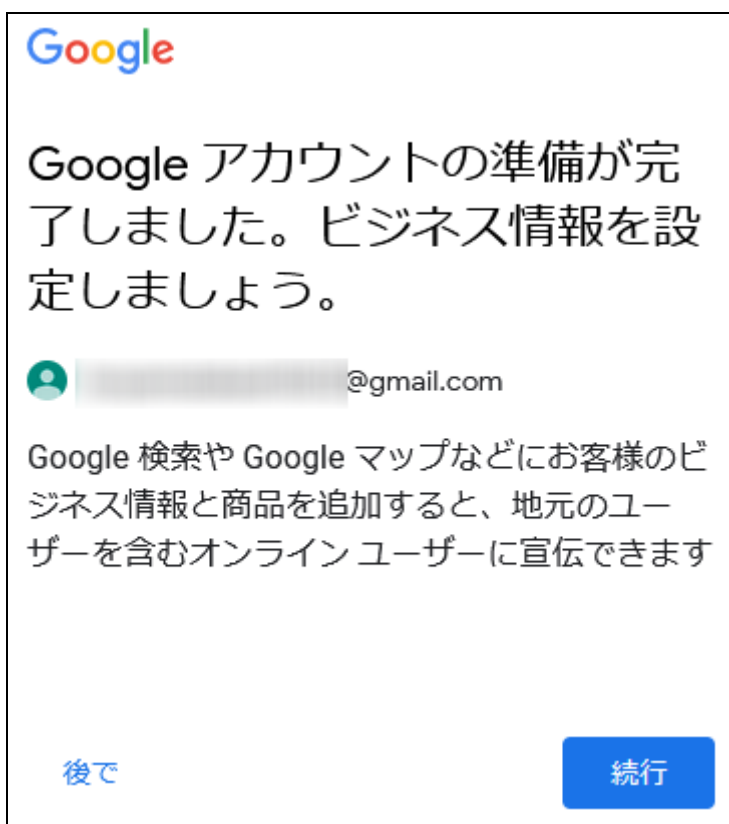 Google
Google アカウントの準備が完
了しました。ビジネス情報を設
定しましょう。
@gmail.com
Google 検索や Google マップなどにお客様のビ
ジネス情報と商品を追加すると、地元のユー
ザーを含むオンライン ユーザーに宣伝できます
後で
続行